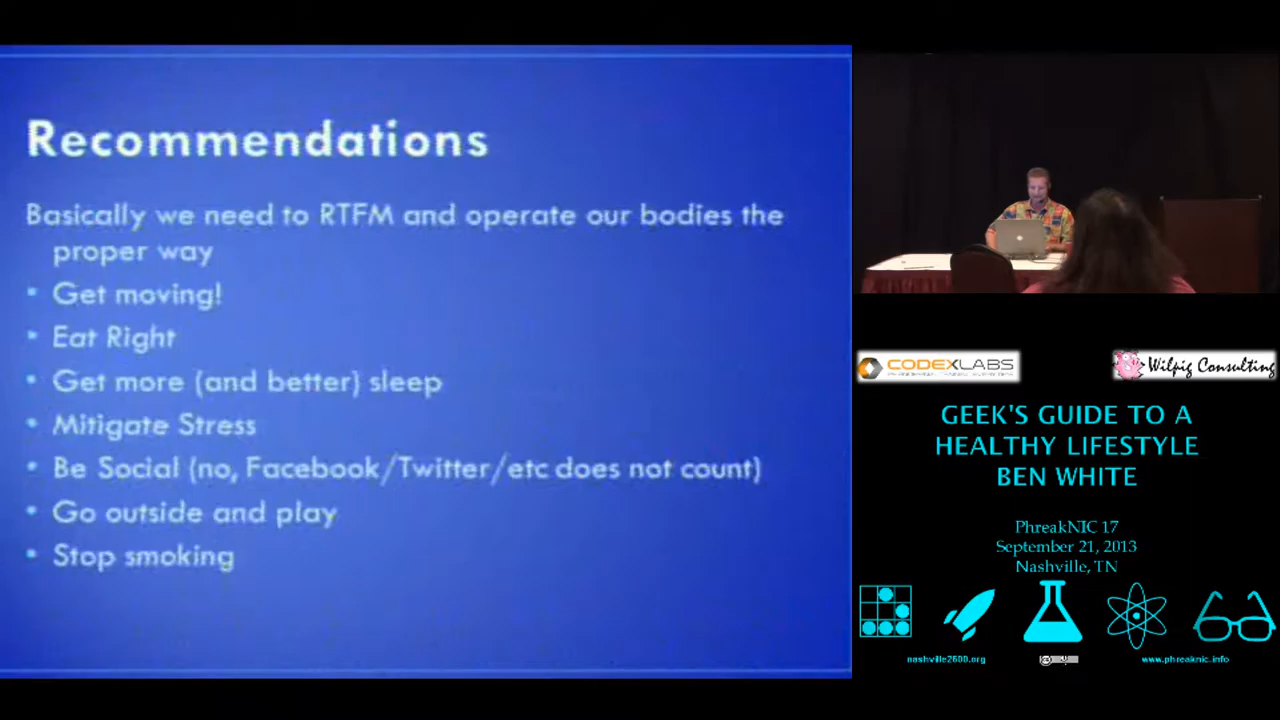 Recommendations
Basically we need to RTFM and operate our bodies the
proper way
• Get moving!
• Eat Right
• Get more (and better) sleep
• Mitigate Stress
• Be Social (no, Facebook/Twitter/etc does not count)
• Go outside and play
• Stop smoking
CODEXLABS
Wilpig Consulting
GEEK'S GUIDE TO A
HEALTHY LIFESTYLE
BEN WHITE
PhreakNIC 17
September 21, 2013
Nashville, TN
nashville2600.org
www.phreaknic.info